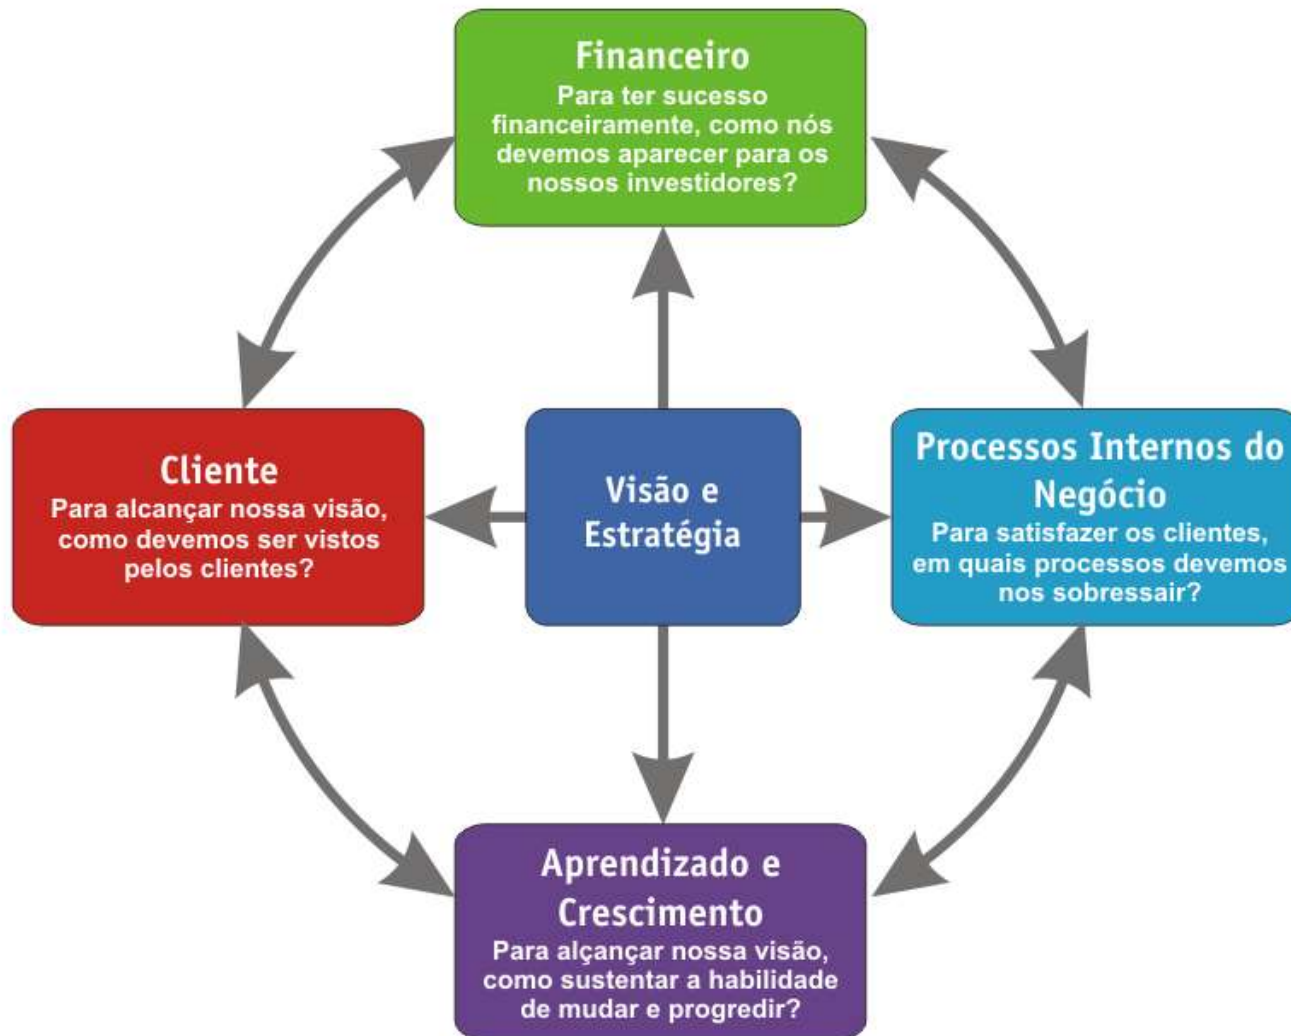 Financeiro
Para ter sucesso
financeiramente, como nós
devemos aparecer para os
nossos investidores?
Cliente
Para alcançar nossa visão,
como devemos ser vistos
pelos clientes?
Visão e
Estratégia
Processos Internos do
Negócio
Para satisfazer os clientes,
em quais processos devemos
nos sobressair?
Aprendizado e
Crescimento
Para alçançar nossa visão,
como sustentar a habilidade
de mudar e progredir?